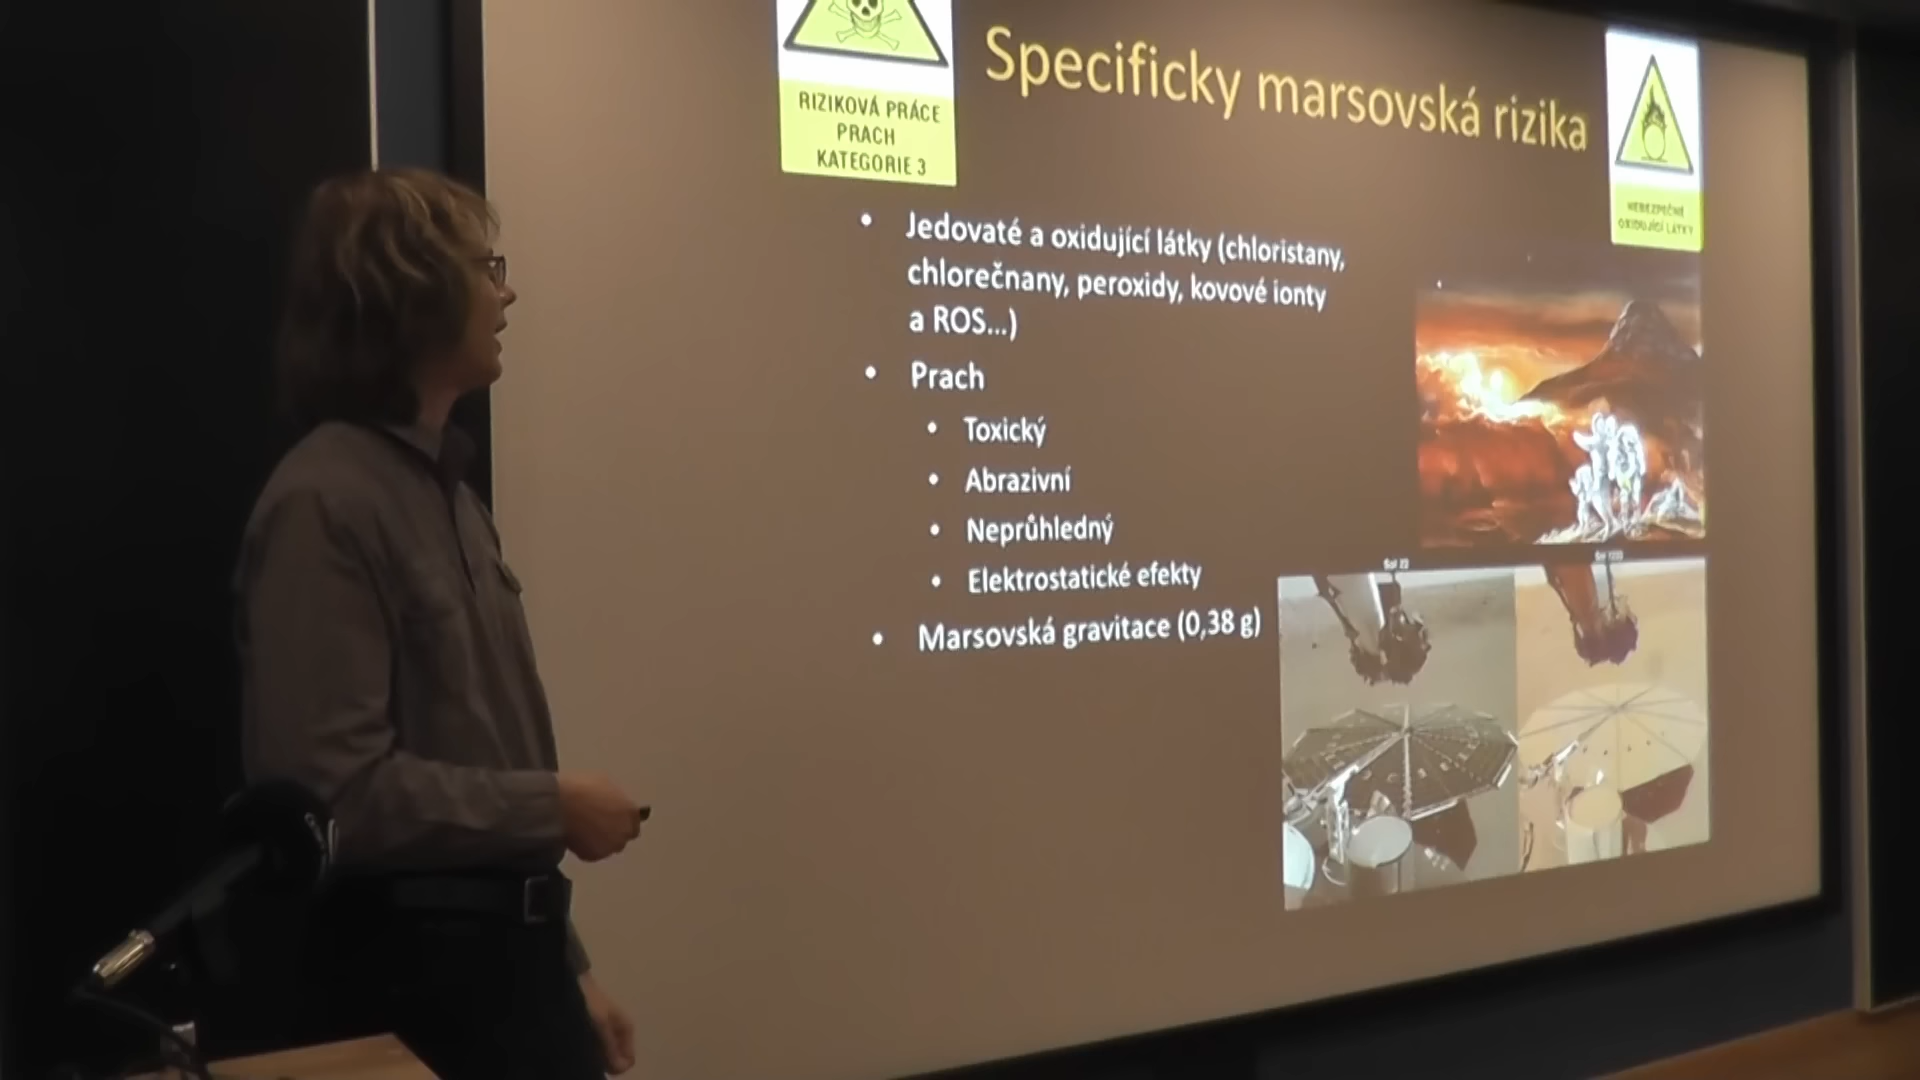 RIZIKOVÁ PRÁCE
PRACH
KATEGORIE 3
Specificky marsovská rizika
NEBEZPEČNÉ
OXIDUJÍCÍ LÁTKY
• Jedovaté a oxidující látky (chloristany,
chlorečnany, peroxidy, kovové ionty
a ROS...)
• Prach
• Toxický
• Abrazivní
• Neprůhledný
• Elektrostatické efekty
• Marsovská gravitace (0,38 g)
Sol
Sol